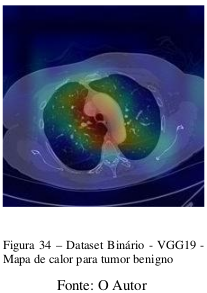 Figura 34 – Dataset Binário - VGG19 -
Mapa de calor para tumor benigno
Fonte: O Autor